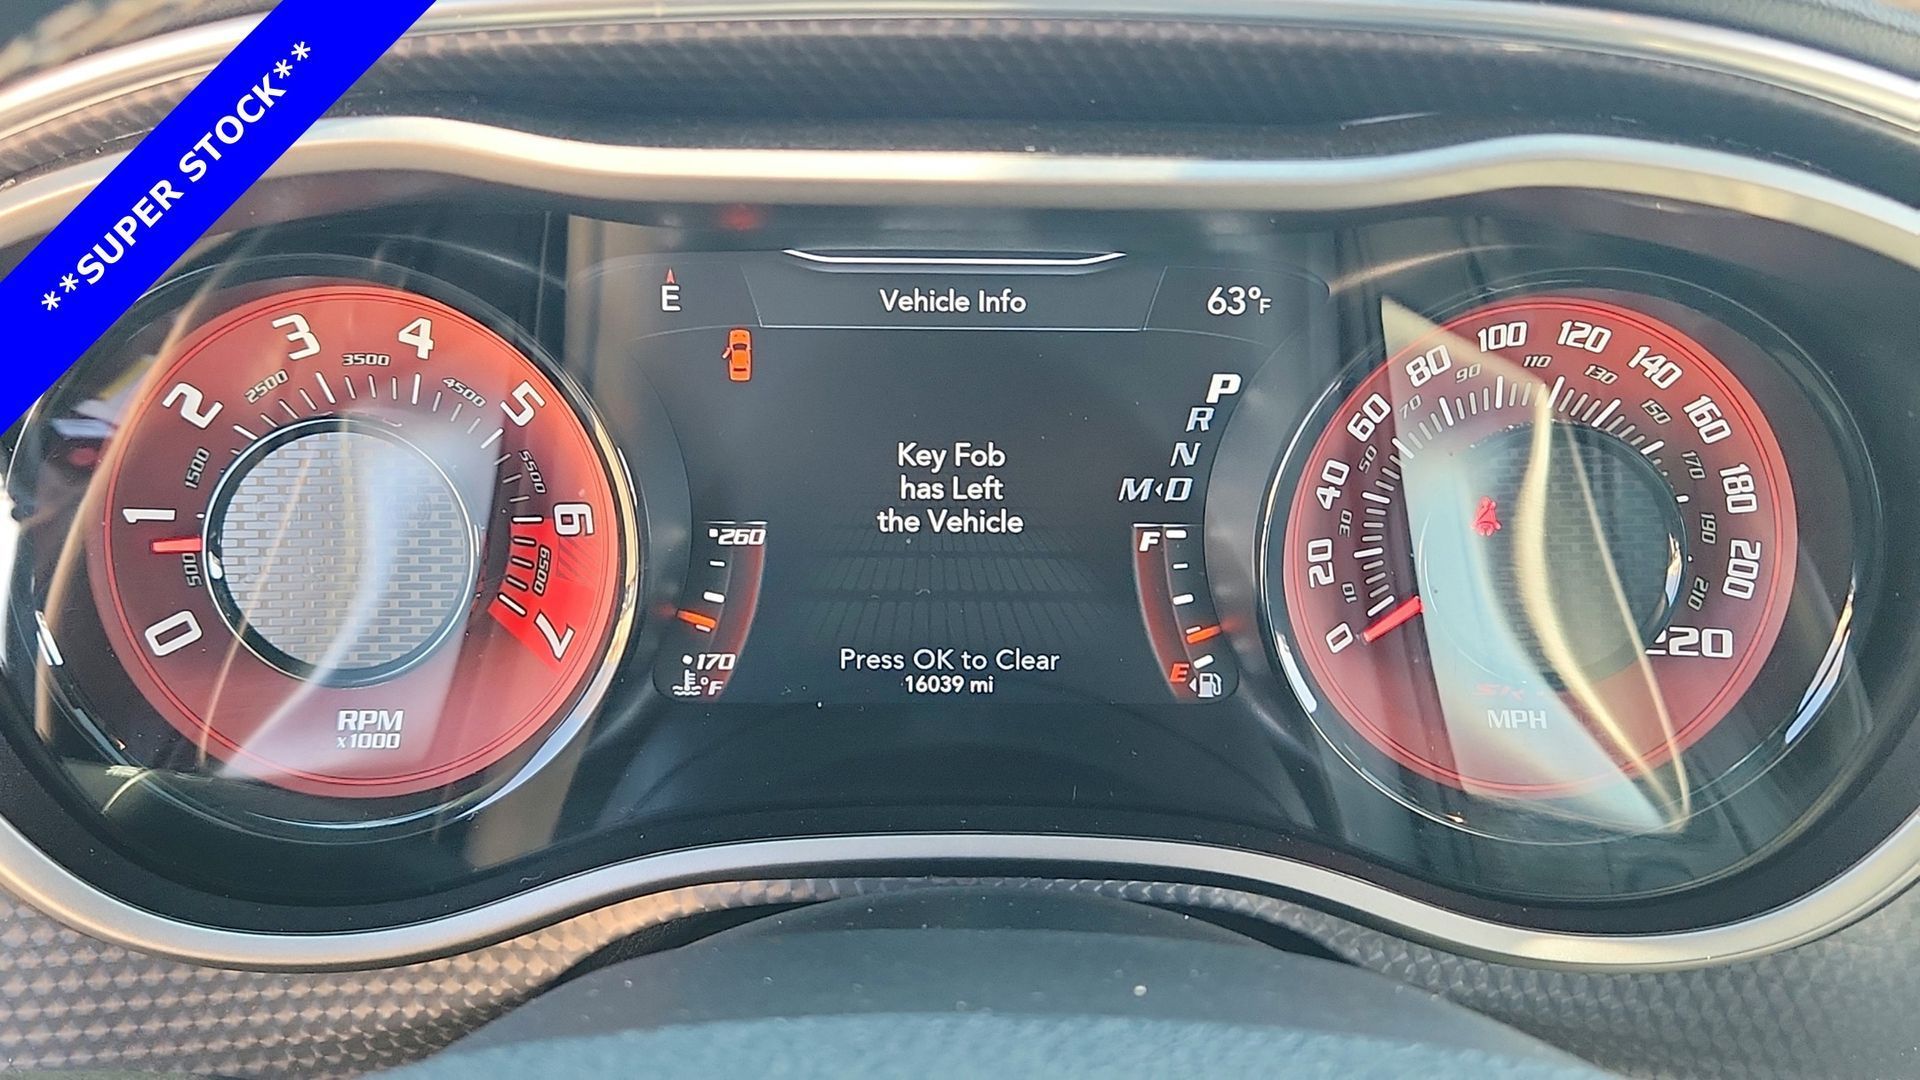 **SUPER STOCK**
E
Vehicle Info
63°F
Key Fob
has Left
the Vehicle
Press OK to Clear
16039 mi
P
R
N
M◂D
260
170
°F
F
E
0
500
1
1500
2
2500
3
3500
4
4500
5
5500
6
6500
7
RPM
x1000
0
10
20
30
40
50
60
70
80
90
100
110
120
130
140
150
160
170
180
190
200
210
220
MPH